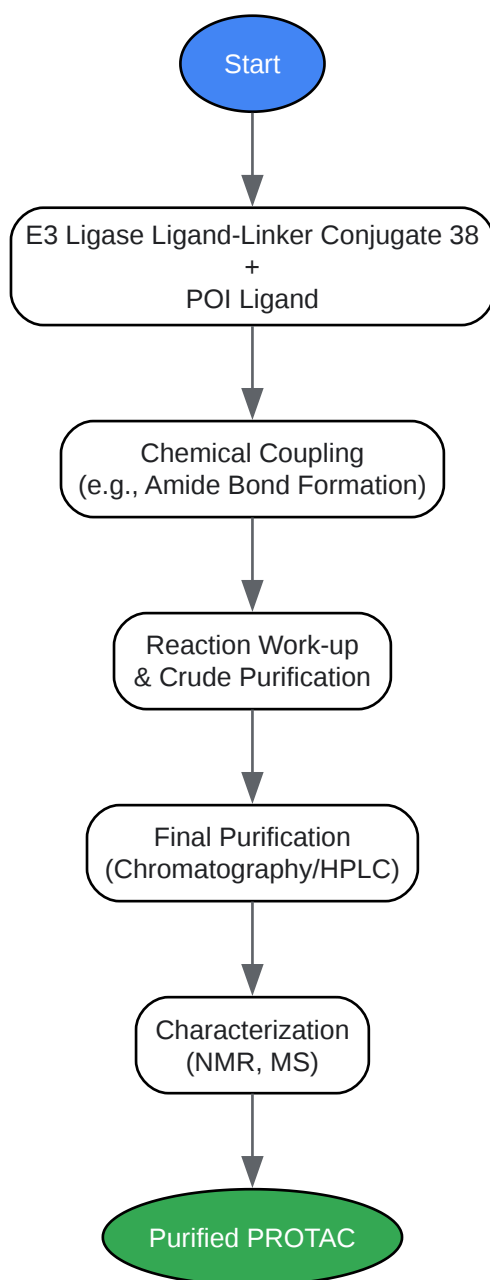 Start
E3 Ligase Ligand-Linker Conjugate 38
+
POI Ligand
Chemical Coupling
(e.g., Amide Bond Formation)
Reaction Work-up
& Crude Purification
Final Purification
(Chromatography/HPLC)
Characterization
(NMR, MS)
Purified PROTAC